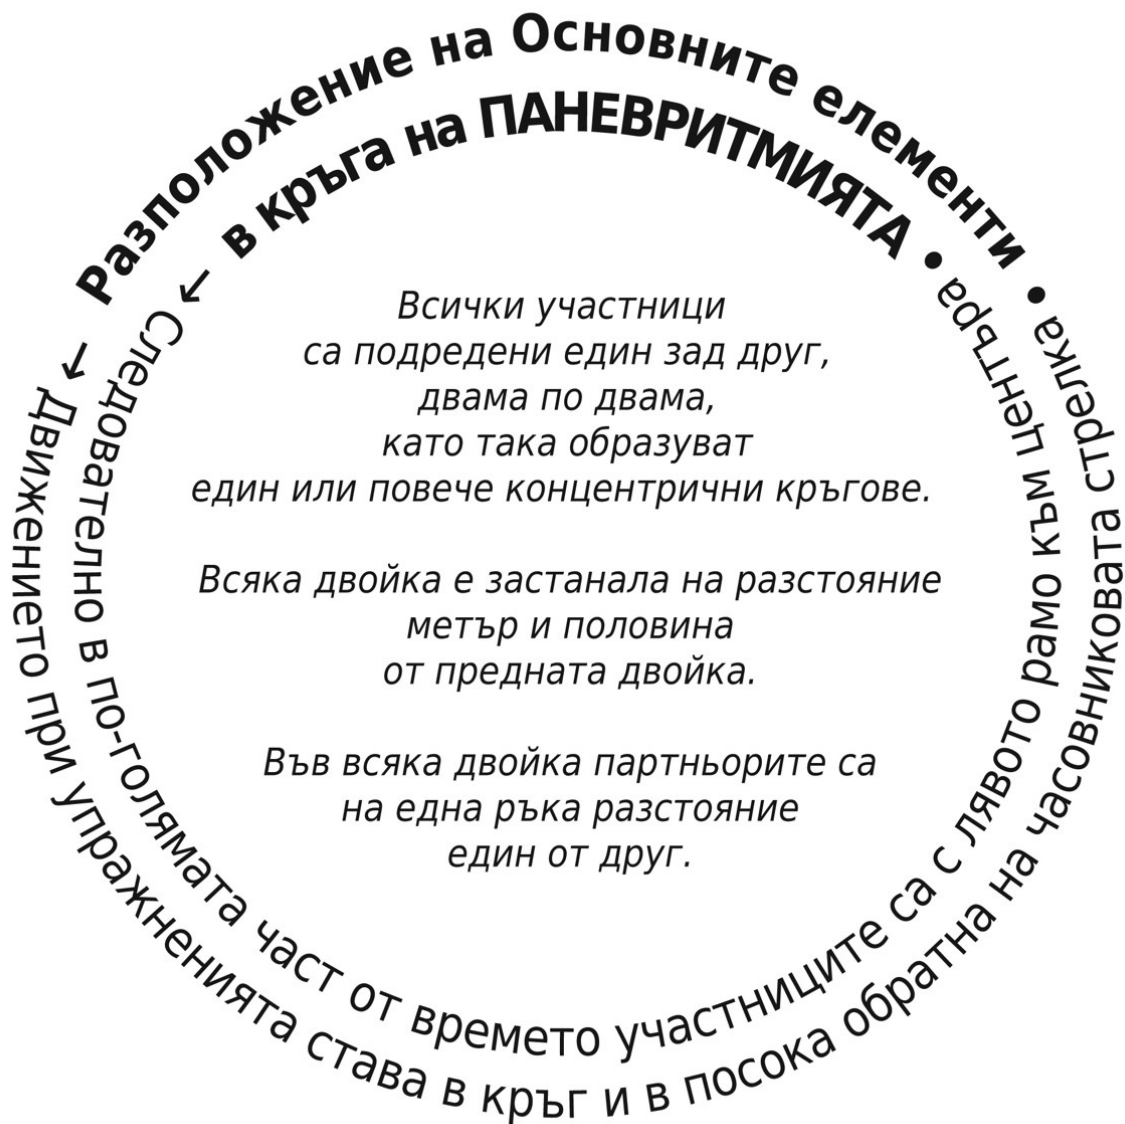 Разположение на Основните елементи •
в кръга на ПАНЕВРИТМИЯТА •
← Движението при упражненията става в кръг и в посока обратна на часовниковата стрелка
← Следователно в по-голямата част от времето участниците са с лявото рамо към центъра
Всички участници
са подредени един зад друг,
двама по двама,
като така образуват
един или повече концентрични кръгове.
Всяка двойка е застанала на разстояние
метър и половина
от предната двойка.
Във всяка двойка партньорите са
на една ръка разстояние
един от друг.